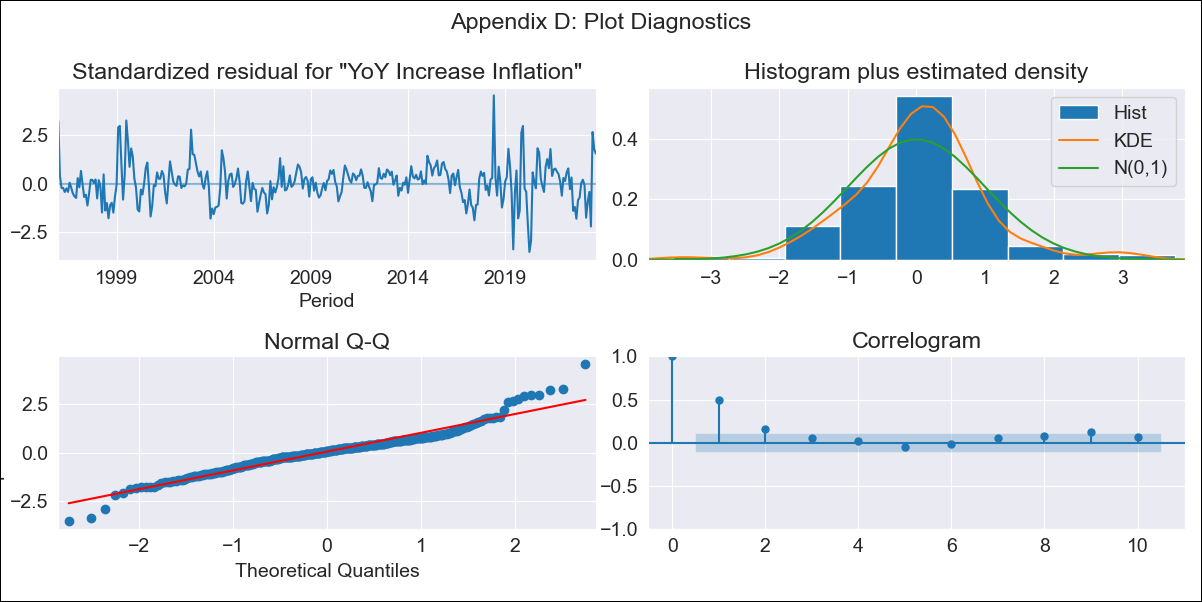 Appendix D: Plot Diagnostics
Standardized residual for "YoY Increase Inflation"
2.5
0.0
−2.5
1999 2004 2009 2014 2019
Period
Histogram plus estimated density
0.4
0.2
0.0
−3 −2 −1 0 1 2 3
Hist
KDE
N(0,1)
Normal Q-Q
2.5
0.0
−2.5
−2 −1 0 1 2
Theoretical Quantiles
Correlogram
1.0
0.5
0.0
−0.5
−1.0
0 2 4 6 8 10